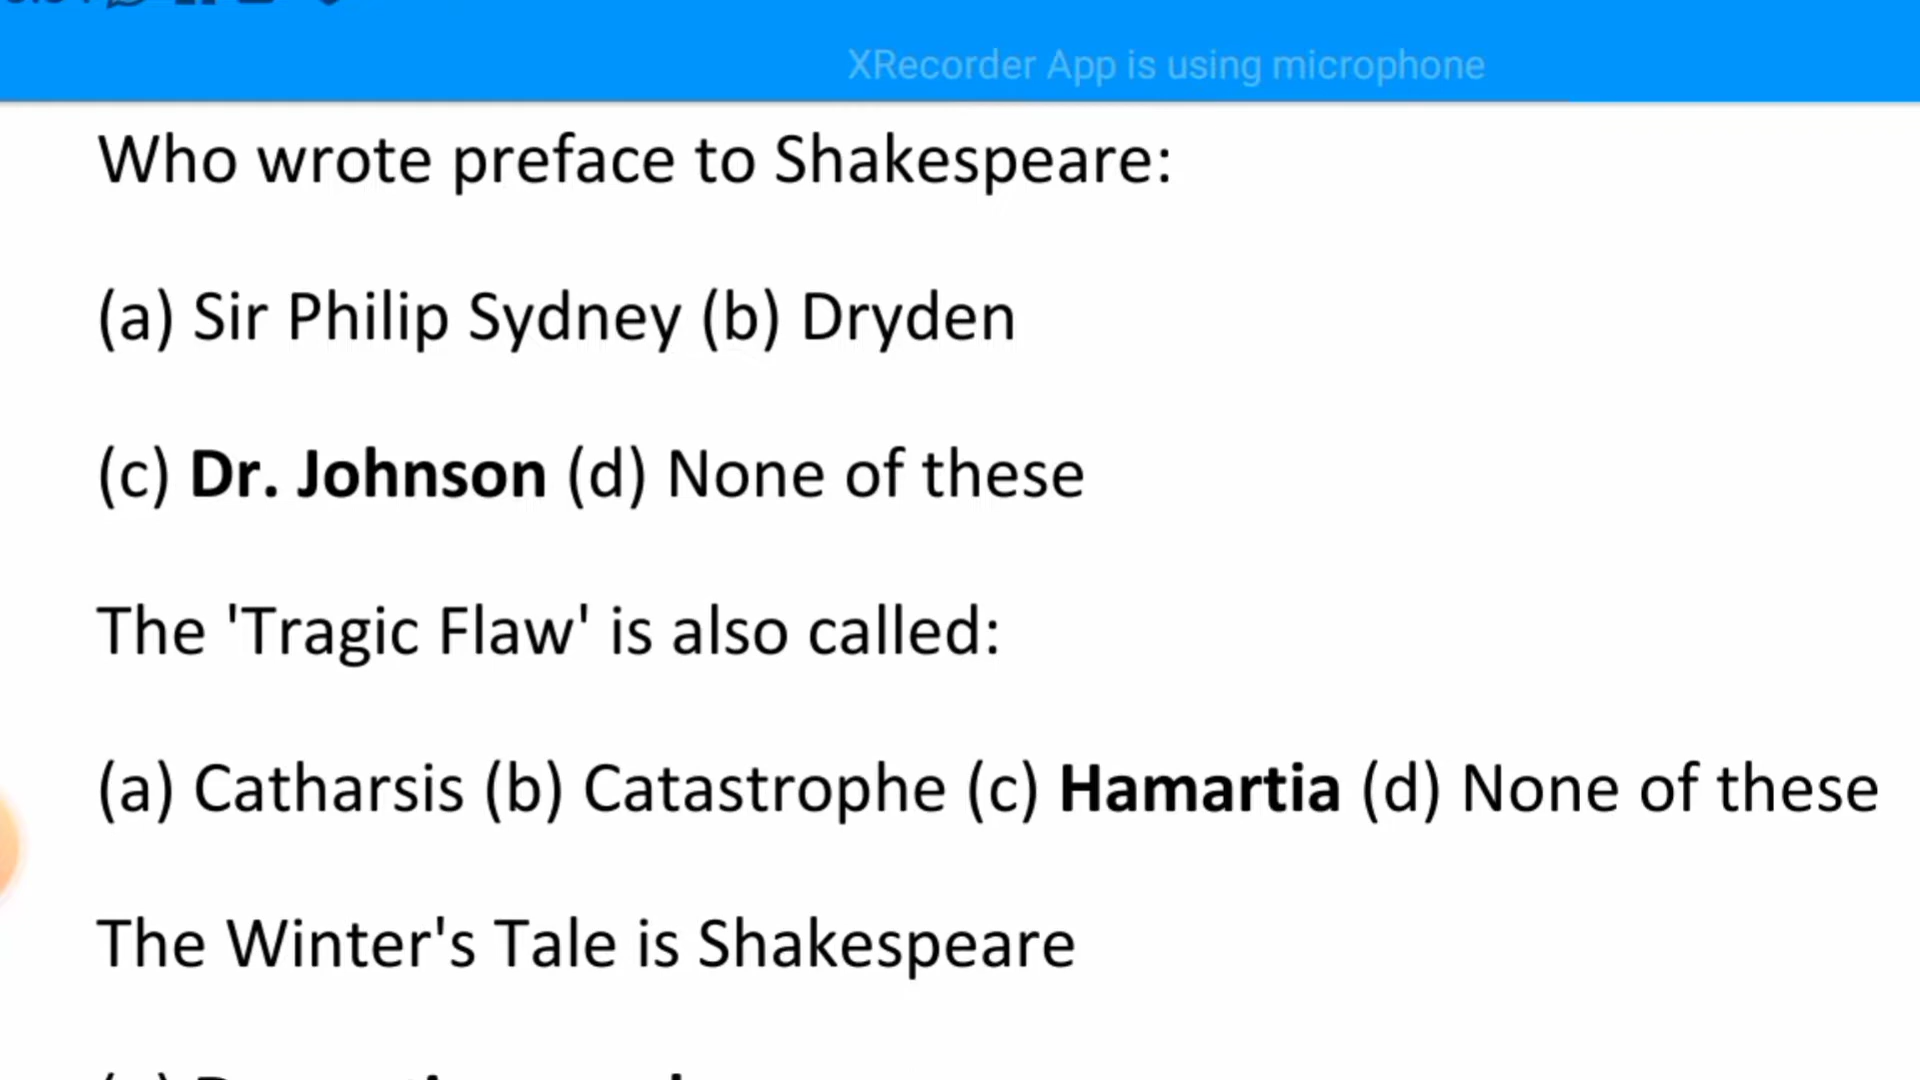 XRecorder App is using microphone
Who wrote preface to Shakespeare:
(a) Sir Philip Sydney (b) Dryden
(c) Dr. Johnson (d) None of these
The 'Tragic Flaw' is also called:
(a) Catharsis (b) Catastrophe (c) Hamartia (d) None of these
The Winter's Tale is Shakespeare